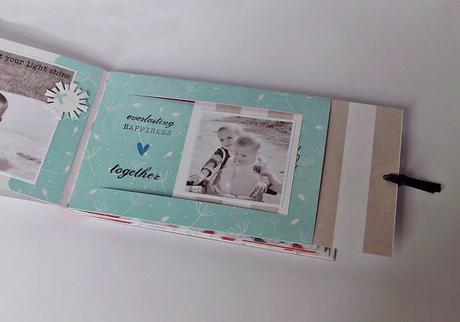 your light shine
everlasting
HAPPINESS
together